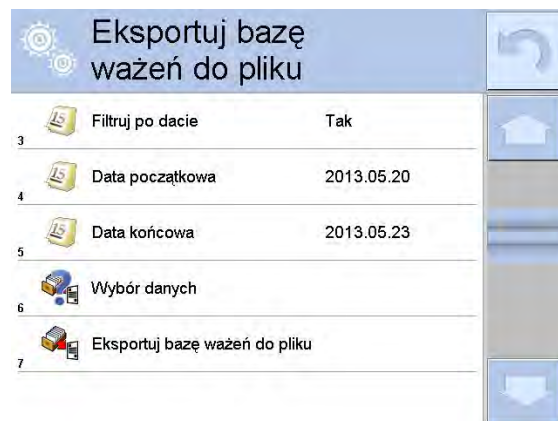 Eksportuj bazę
ważeń do pliku
3 Filtruj po dacie Tak
4 Data początkowa 2013.05.20
5 Data końcowa 2013.05.23
6 Wybór danych
7 Eksportuj bazę ważeń do pliku